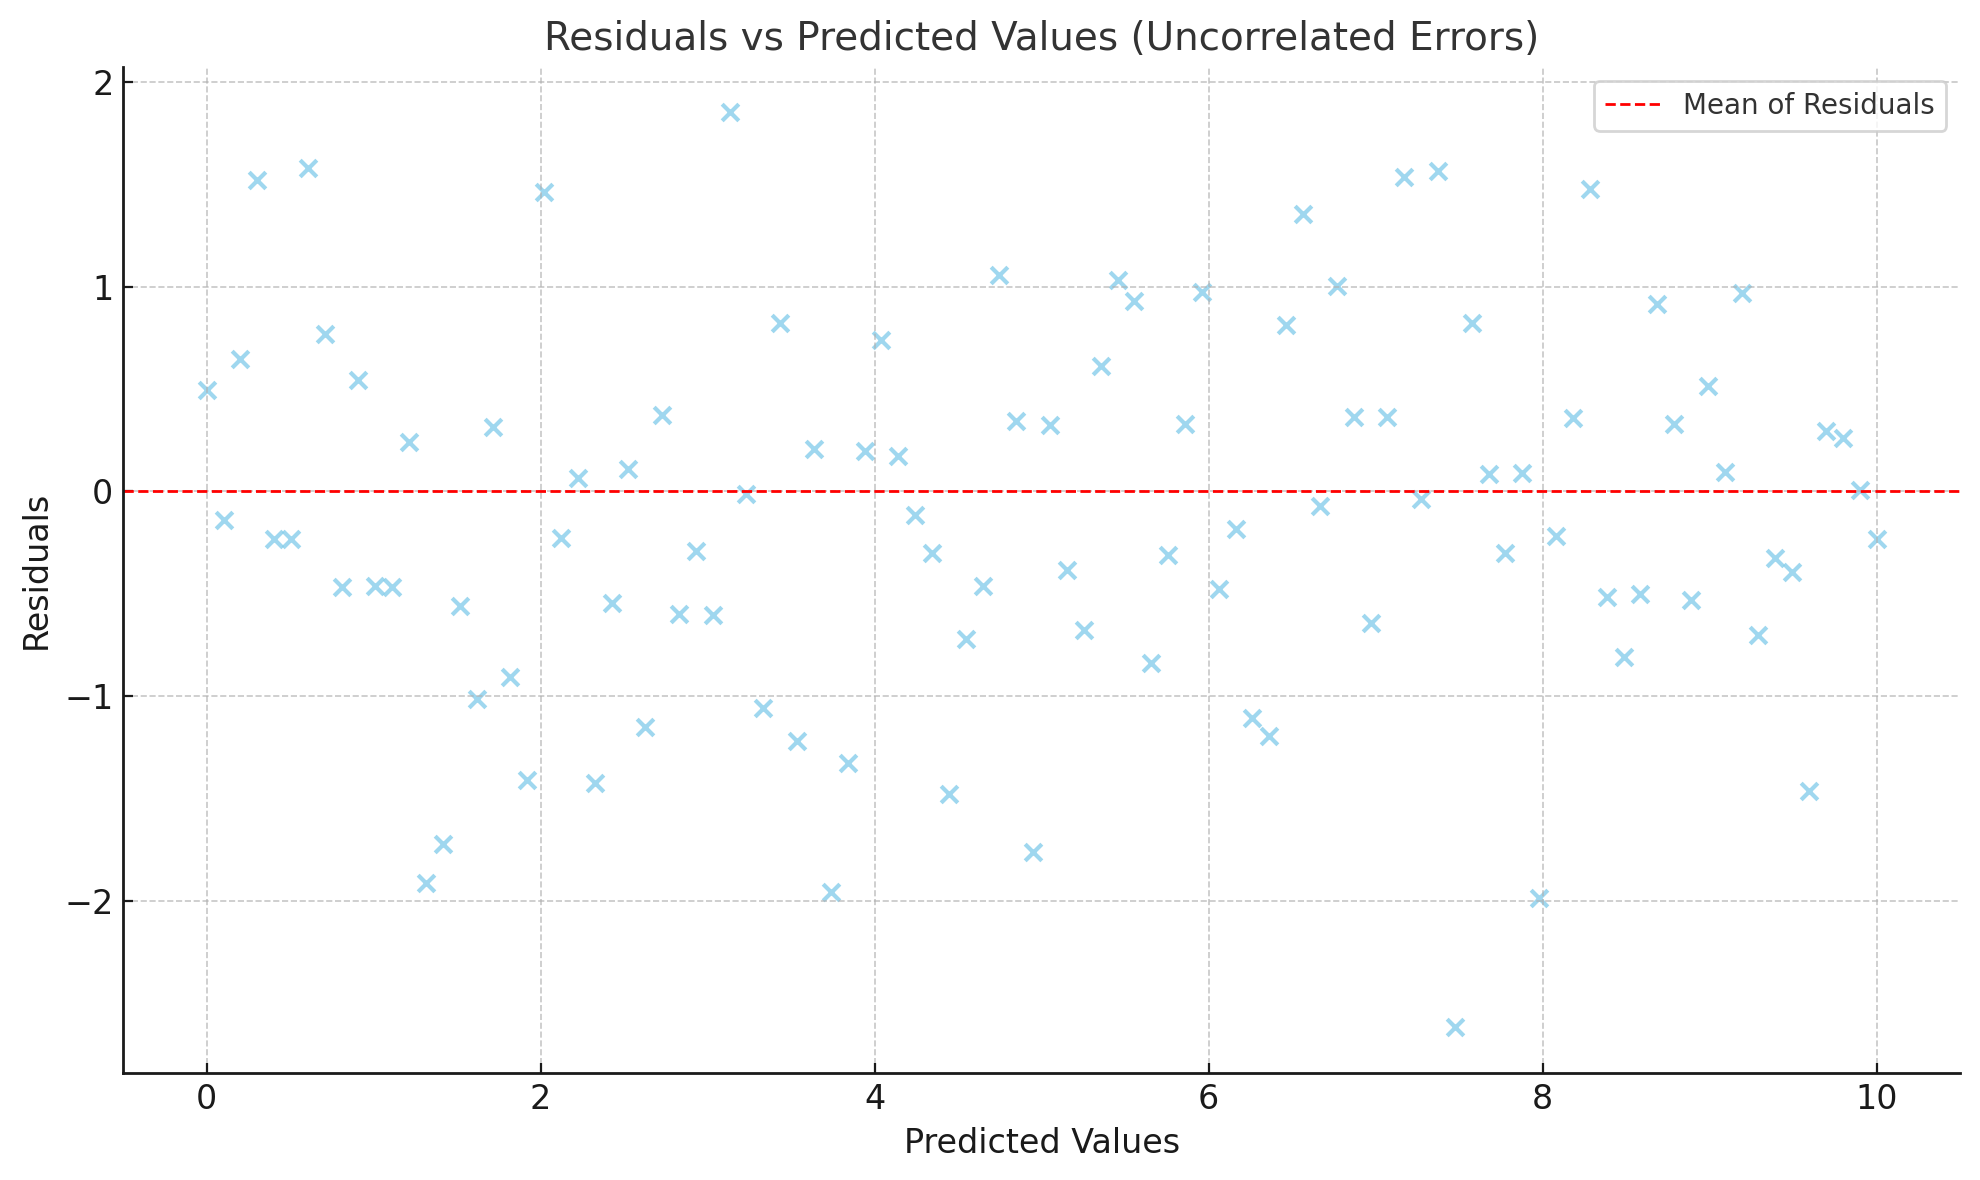 Residuals vs Predicted Values (Uncorrelated Errors)
Mean of Residuals
2
1
0
−1
−2
Residuals
0 2 4 6 8 10
Predicted Values